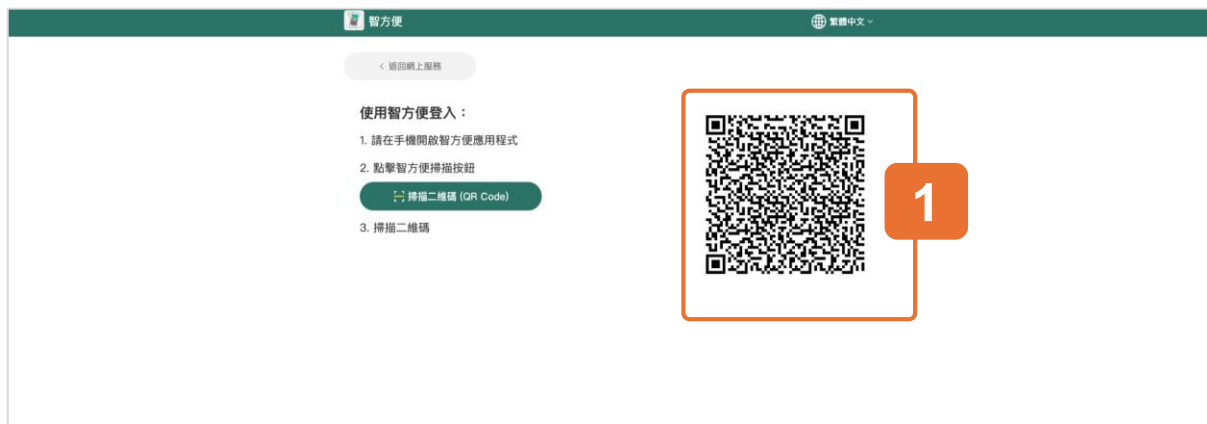 智方便
繁體中文
< 返回網上服務
使用智方便登入：
1. 請在手機開啟智方便應用程式
2. 點擊智方便掃描按鈕
掃描二維碼 (QR Code)
3. 掃描二維碼
1